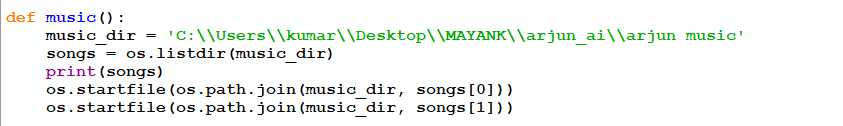 def music():
    music_dir = 'C:\\Users\\kumar\\Desktop\\MAYANK\\arjun_ai\\arjun music'
    songs = os.listdir(music_dir)
    print(songs)
    os.startfile(os.path.join(music_dir, songs[0]))
    os.startfile(os.path.join(music_dir, songs[1]))